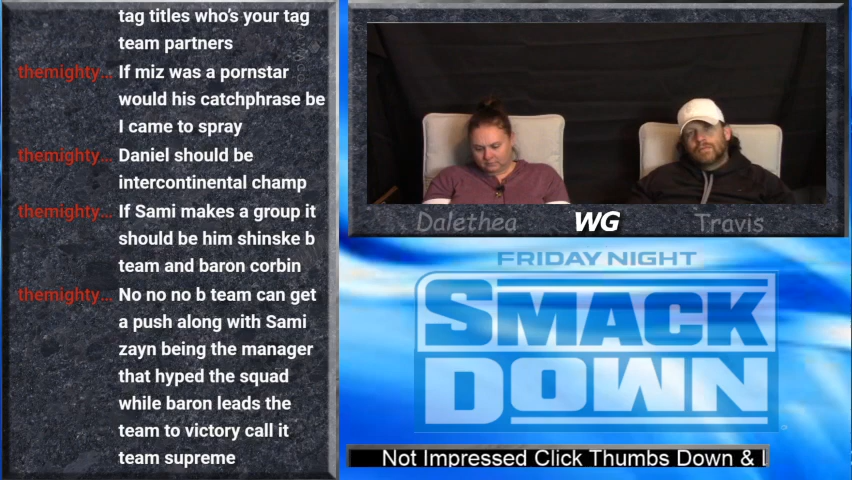 tag titles who's your tag
team partners
themighty... If miz was a pornstar
would his catchphrase be
I came to spray
themighty... Daniel should be
intercontinental champ
themighty... If Sami makes a group it
should be him shinske b
team and baron corbin
themighty... No no no b team can get
a push along with Sami
zayn being the manager
that hyped the squad
while baron leads the
team to victory call it
team supreme
Dalethea WG Travis
FRIDAY NIGHT
SMACK
DOWN
Not Impressed Click Thumbs Down &